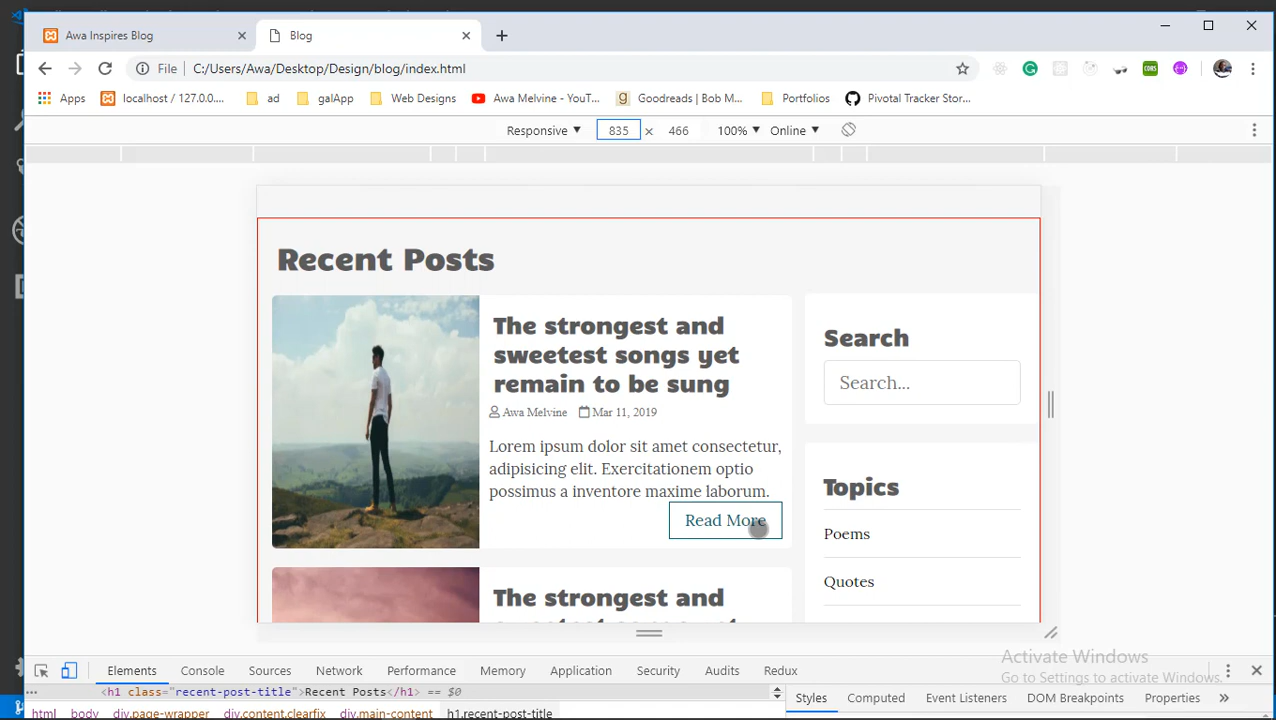 Awa Inspires Blog
Blog
File C:/Users/Awa/Desktop/Design/blog/index.html
Apps localhost / 127.0.0.... ad galApp Web Designs Awa Melvine - YouT... Goodreads | Bob M... Portfolios Pivotal Tracker Stor...
CORS
Responsive 835 × 466 100% Online
Recent Posts
The strongest and
sweetest songs yet
remain to be sung
Awa Melvine Mar 11, 2019
Lorem ipsum dolor sit amet consectetur,
adipisicing elit. Exercitationem optio
possimus a inventore maxime laborum.
Read More
The strongest and
Search
Search...
Topics
Poems
Quotes
Activate Windows
Go to Settings to activate Windows.
Elements Console Sources Network Performance Memory Application Security Audits Redux
<h1 class="recent-post-title">Recent Posts</h1> == $0
Styles Computed Event Listeners DOM Breakpoints Properties
html body div.page-wrapper div.content.clearfix div.main-content h1.recent-post-title